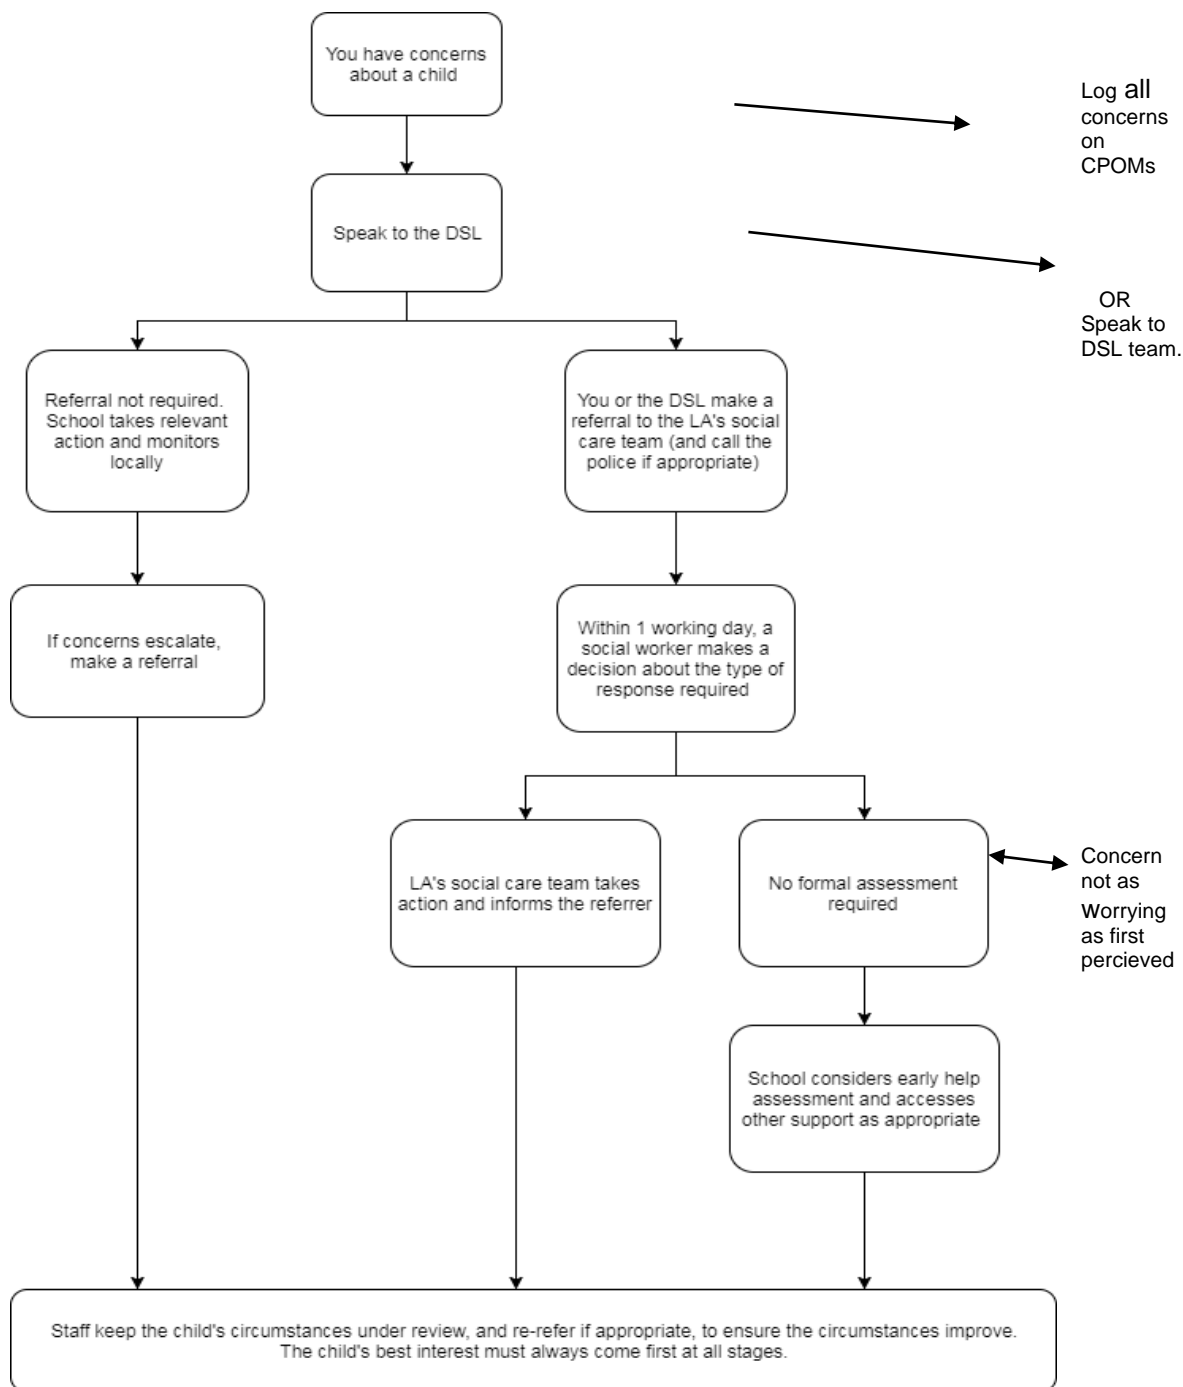 You have concerns
about a child
Log all
concerns
on
CPOMs
Speak to the DSL
OR
Speak to
DSL team.
Referral not required.
School takes relevant
action and monitors
locally
You or the DSL make a
referral to the LA's social
care team (and call the
police if appropriate)
If concerns escalate,
make a referral
Within 1 working day, a
social worker makes a
decision about the type of
response required
LA's social care team takes
action and informs the referrer
No formal assessment
required
Concern
not as
Worrying
as first
percieved
School considers early help
assessment and accesses
other support as appropriate
Staff keep the child's circumstances under review, and re-refer if appropriate, to ensure the circumstances improve.
The child's best interest must always come first at all stages.